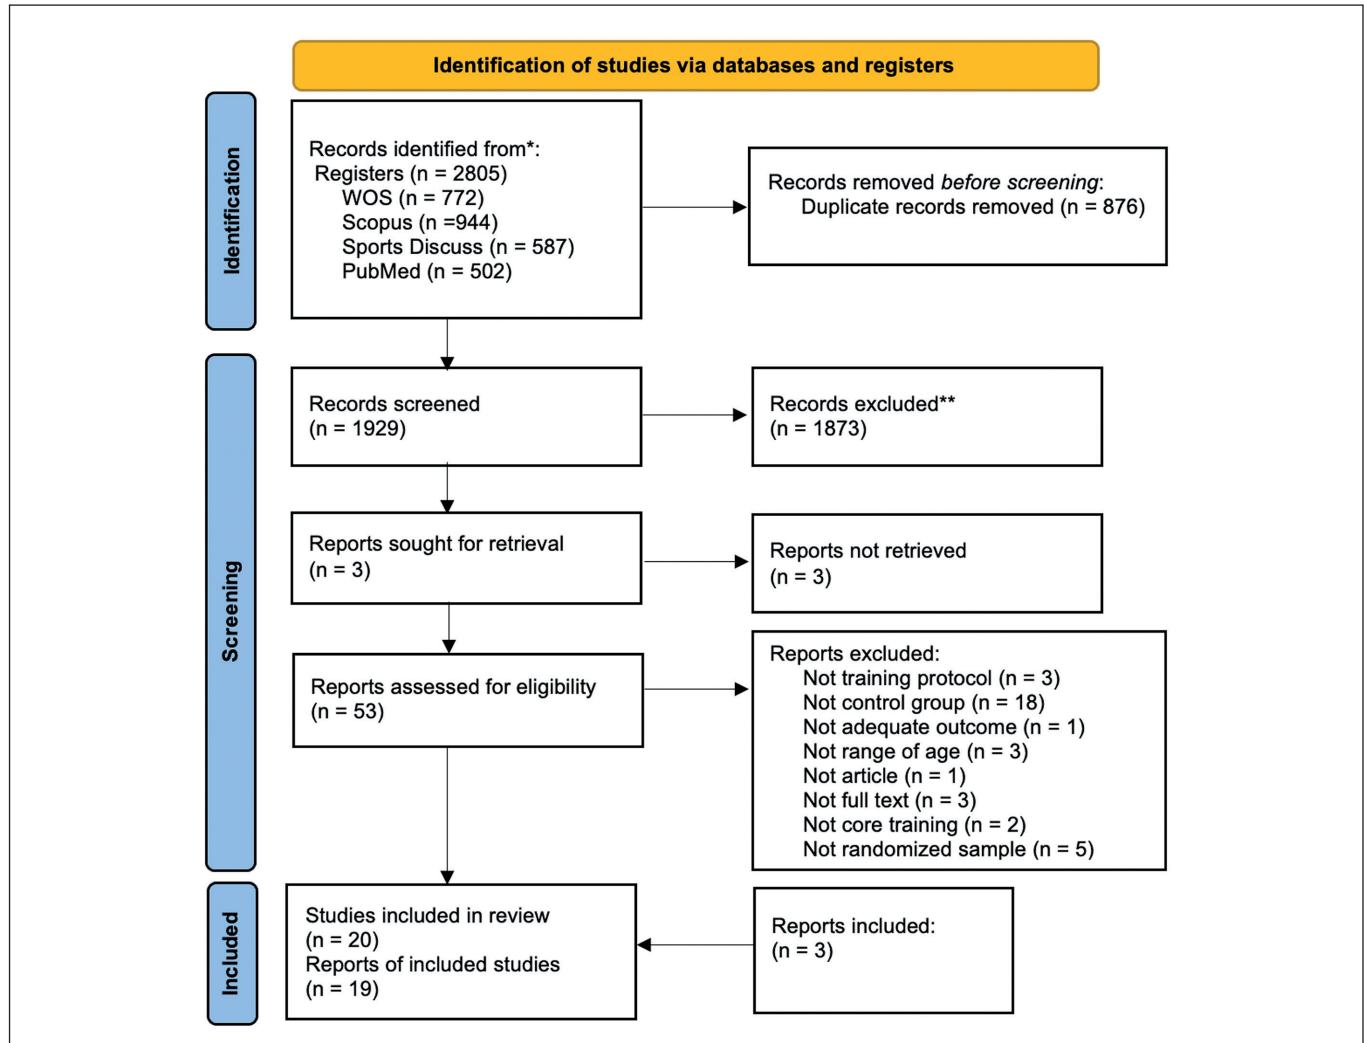 Identification of studies via databases and registers
Identification
Records identified from*:
Registers (n = 2805)
WOS (n = 772)
Scopus (n =944)
Sports Discuss (n = 587)
PubMed (n = 502)
Records removed before screening:
Duplicate records removed (n = 876)
Screening
Records screened
(n = 1929)
Records excluded**
(n = 1873)
Reports sought for retrieval
(n = 3)
Reports not retrieved
(n = 3)
Reports assessed for eligibility
(n = 53)
Reports excluded:
Not training protocol (n = 3)
Not control group (n = 18)
Not adequate outcome (n = 1)
Not range of age (n = 3)
Not article (n = 1)
Not full text (n = 3)
Not core training (n = 2)
Not randomized sample (n = 5)
Included
Studies included in review
(n = 20)
Reports of included studies
(n = 19)
Reports included:
(n = 3)